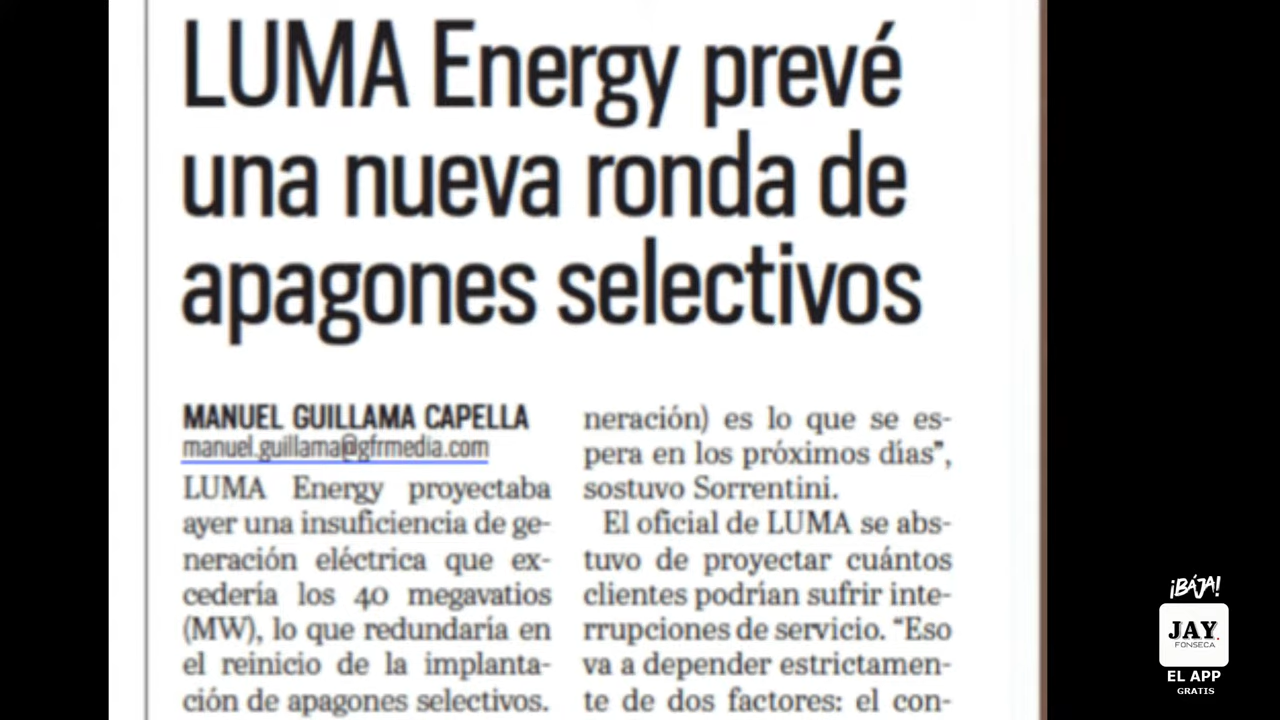 LUMA Energy prevé
una nueva ronda de
apagones selectivos
MANUEL GUILLAMA CAPELLA
manuel.guillama@gfrmedia.com
LUMA Energy proyectaba
ayer una insuficiencia de ge-
neración eléctrica que ex-
cedería los 40 megavatios
(MW), lo que redundaría en
el reinicio de la implanta-
ción de apagones selectivos.
neración) es lo que se es-
pera en los próximos días”,
sostuvo Sorrentini.
El oficial de LUMA se abs-
tuvo de proyectar cuántos
clientes podrían sufrir inte-
rrupciones de servicio. “Eso
va a depender estrictamen-
te de dos factores: el con-
¡BÁJA!
JAY.
FONSECA
EL APP
GRATIS